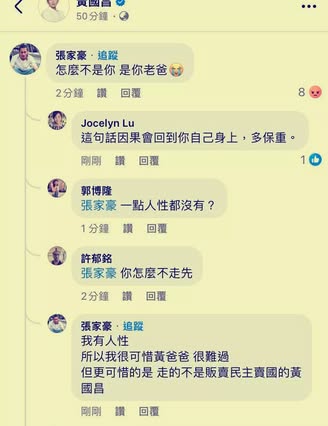 黃國昌
50分鐘·
張家豪·追蹤
怎麼不是你 是你老爸😭
2分鐘 讚 回覆
8
Jocelyn Lu
這句話因果會回到你自己身上，多保重。
剛剛 讚 回覆
1
郭博隆
張家豪 一點人性都沒有？
1分鐘 讚 回覆
許郁銘
張家豪 你怎麼不走先
2分鐘 讚 回覆
張家豪·追蹤
我有人性
所以我很可惜黃爸爸 很難過
但更可惜的是 走的不是販賣民主賣國的黃
國昌
剛剛 讚 回覆